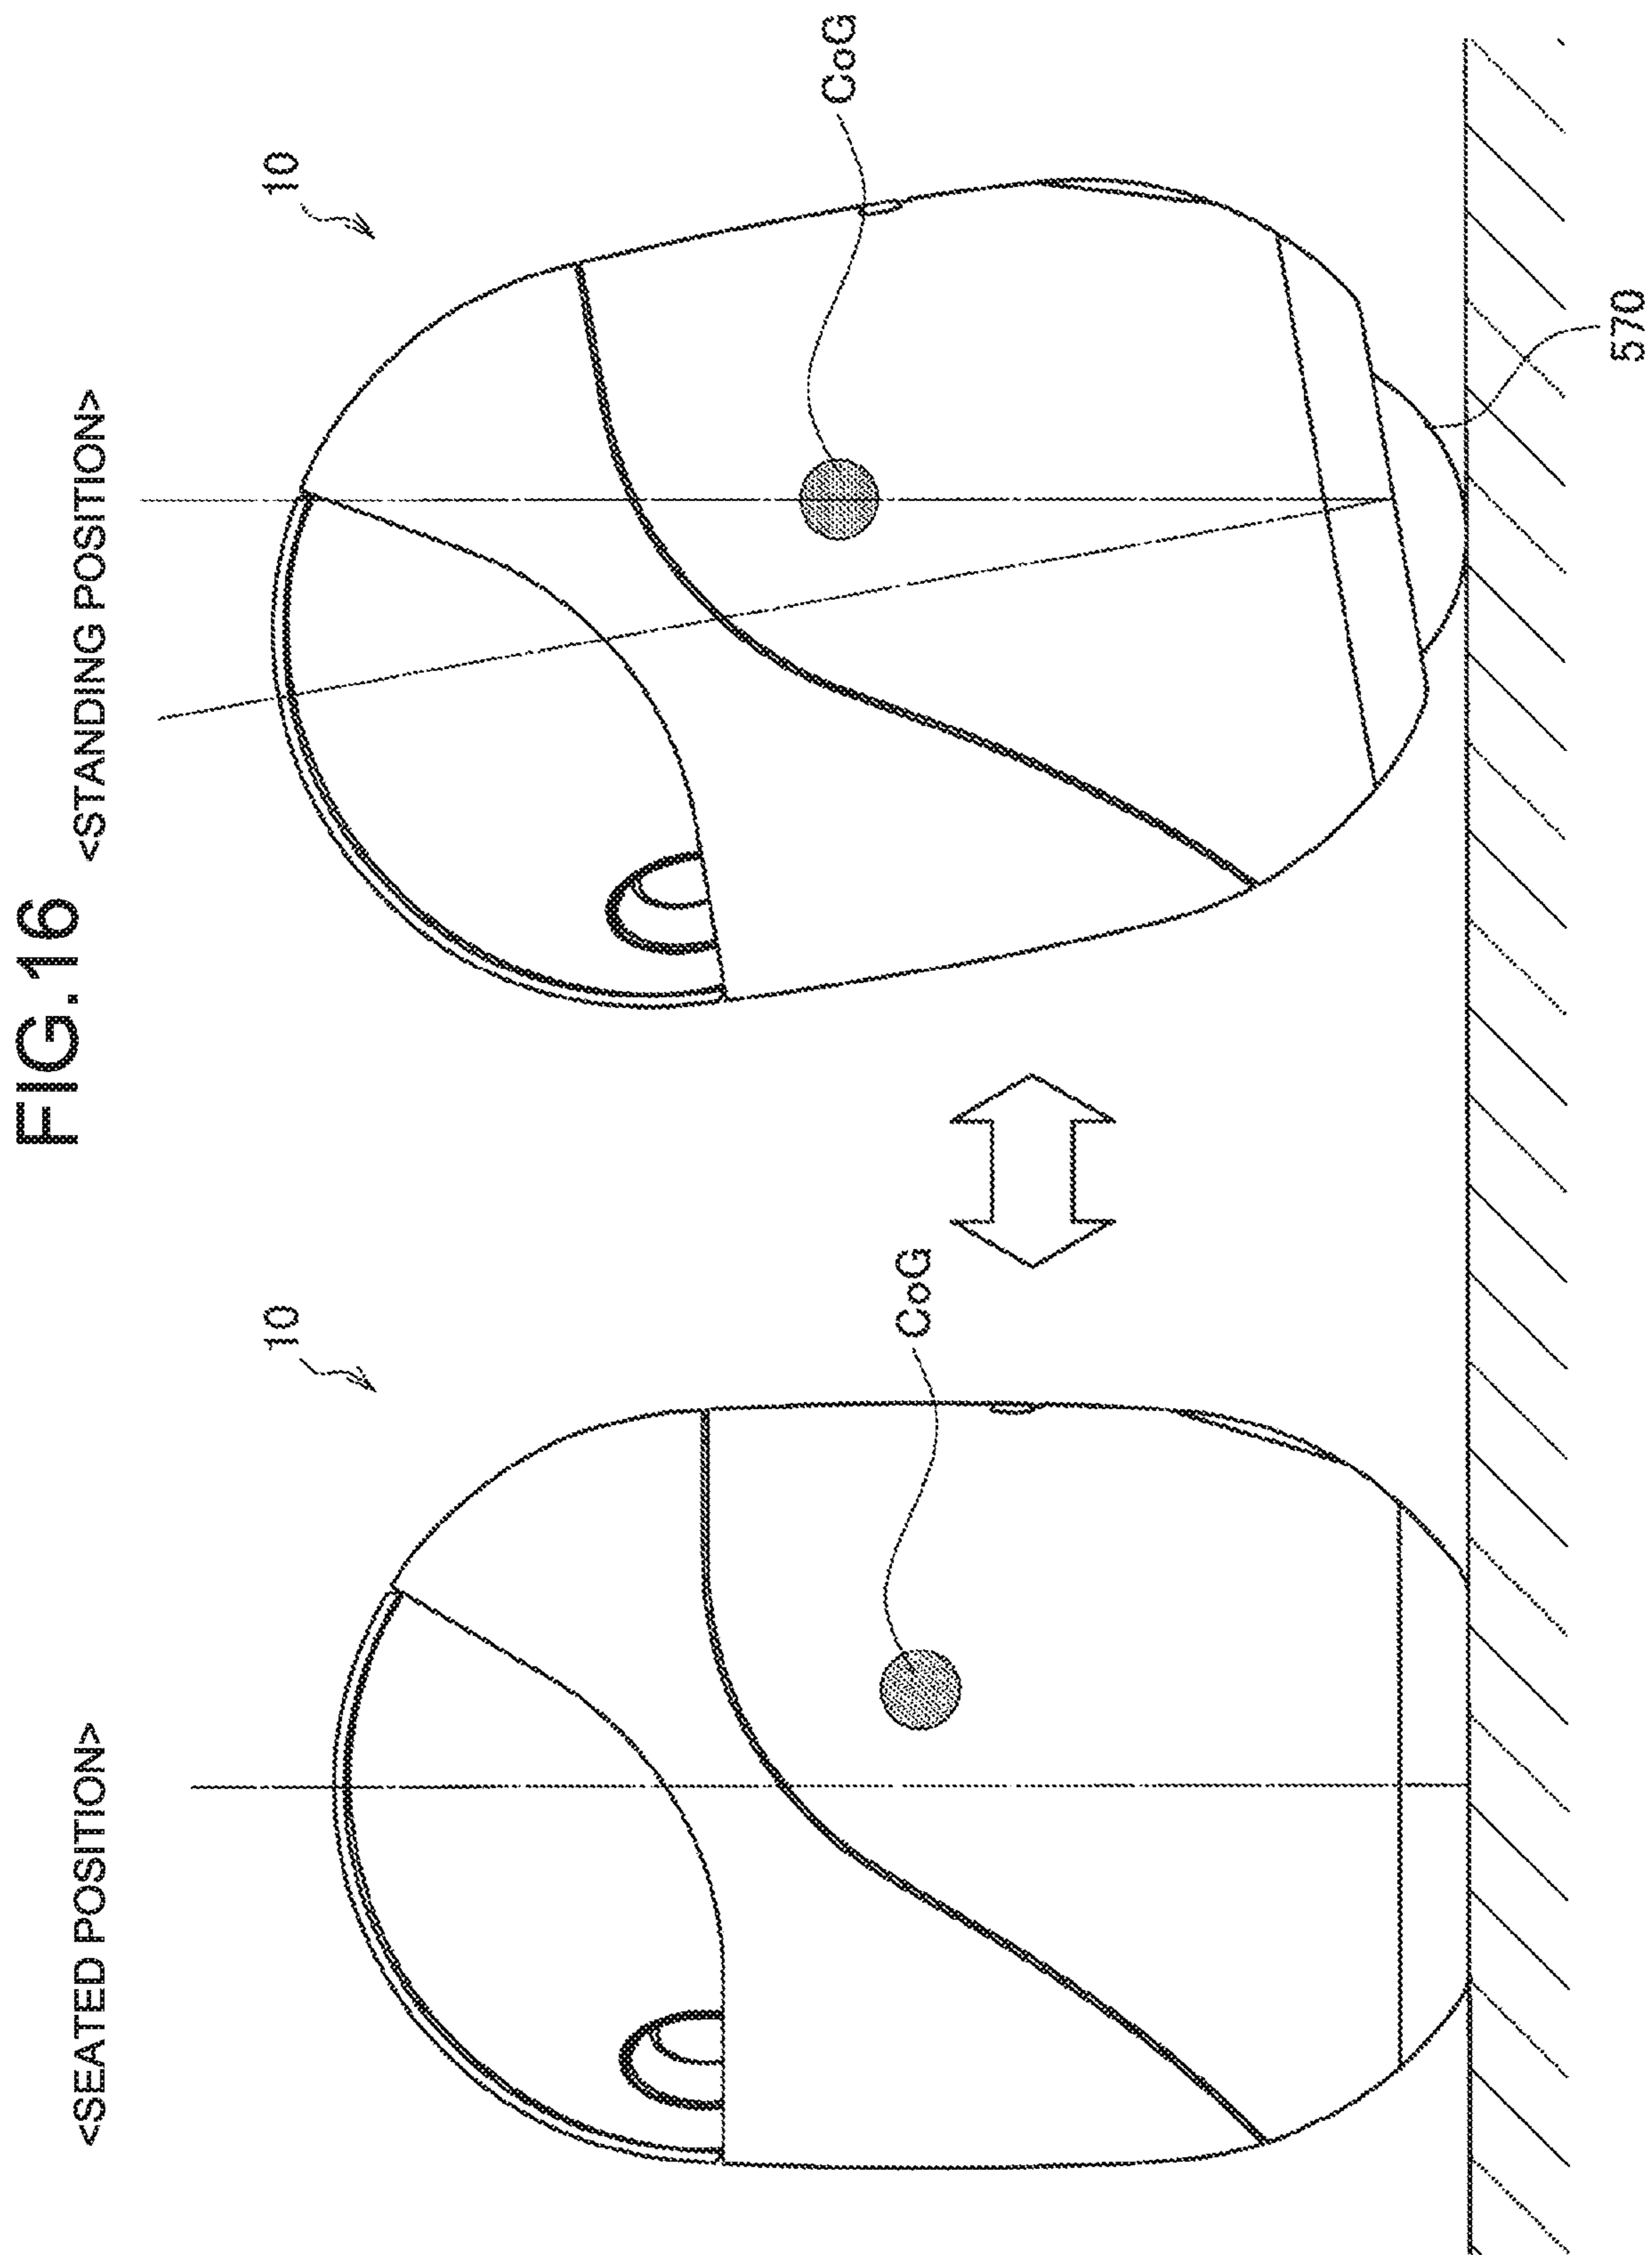 FIG.16
<SEATED POSITION>
<STANDING POSITION>
10
10
CoG
CoG
570